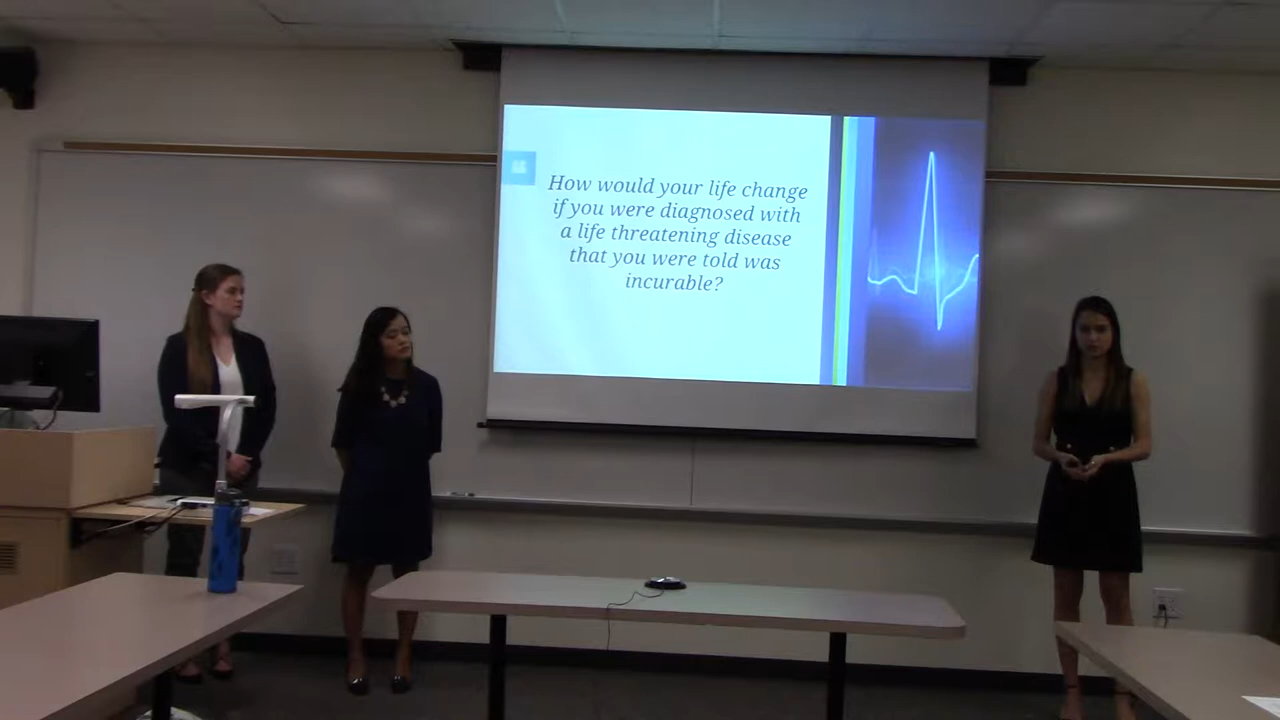 How would your life change
if you were diagnosed with
a life threatening disease
that you were told was
incurable?